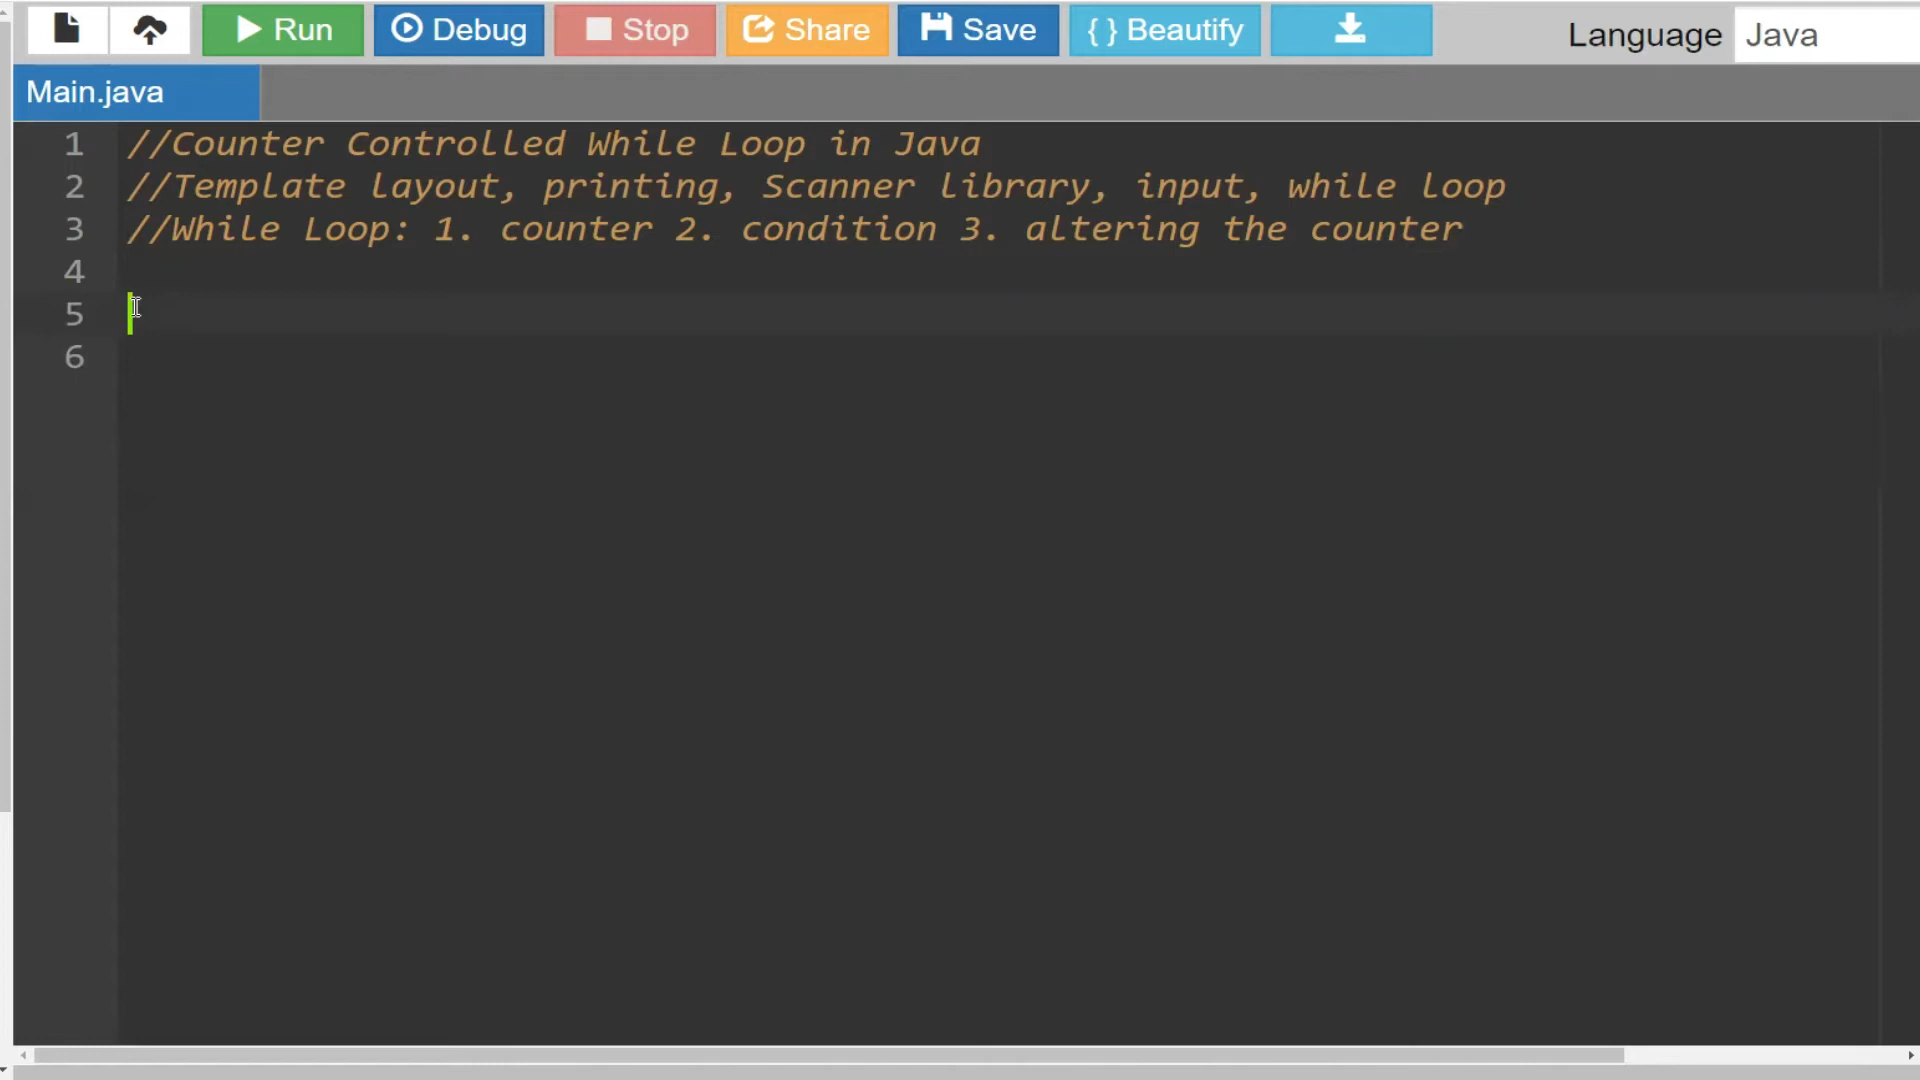 Run Debug Stop Share Save { } Beautify Language Java
Main.java
1 //Counter Controlled While Loop in Java
2 //Template layout, printing, Scanner library, input, while loop
3 //While Loop: 1. counter 2. condition 3. altering the counter
4
5
6